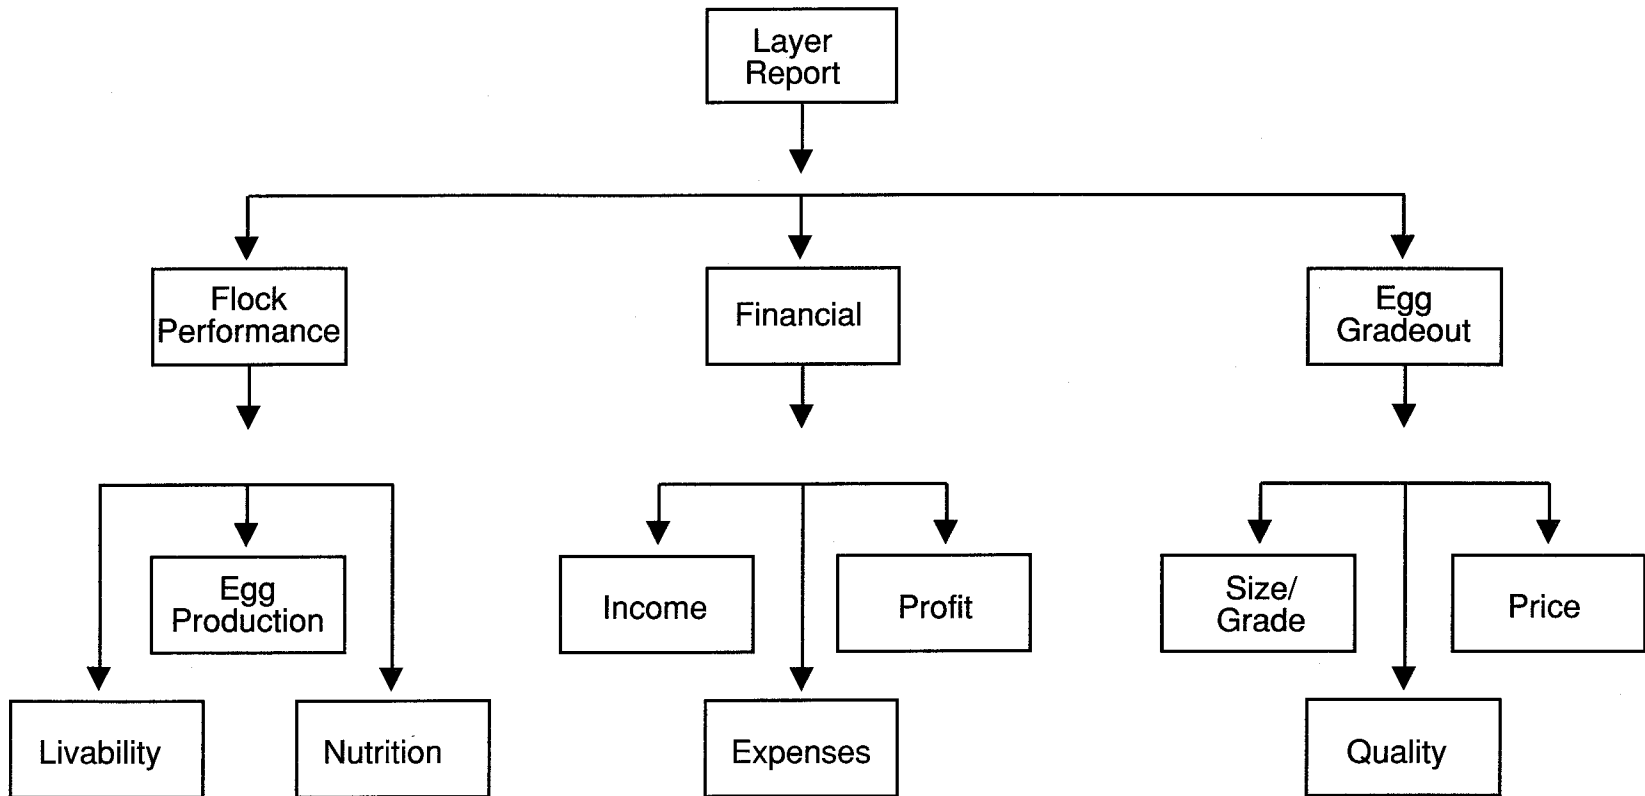 Layer
Report
Flock
Performance
Financial
Egg
Gradeout
Egg
Production
Income
Profit
Size/
Grade
Price
Livability
Nutrition
Expenses
Quality